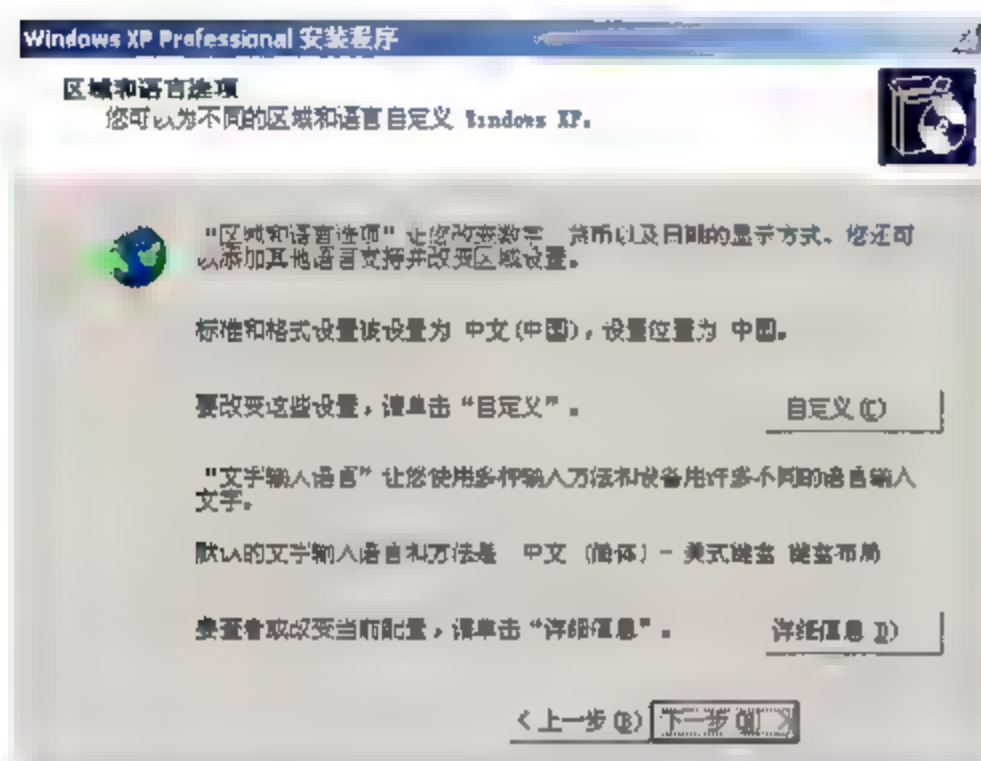 Windows XP Professional 安装程序
区域和语言选项
您可以为不同的区域和语言自定义 Windows XP。
"区域和语言选项" 让您改变数字 货币以及日期的显示方式。您还可
以添加其他语言支持并改变区域设置。
标准和格式设置被设置为 中文(中国)，设置位置为 中国。
要改变这些设置，请单击“自定义”。
自定义(C)
"文字输入语言" 让您使用多种输入方法和设备用许多不同的语言输入
文字。
默认的文字输入语言和方法是 中文 (简体) - 美式键盘 键盘布局
要查看或改变当前配置，请单击“详细信息”。
详细信息 D)
< 上一步(B) 下一步(N) >